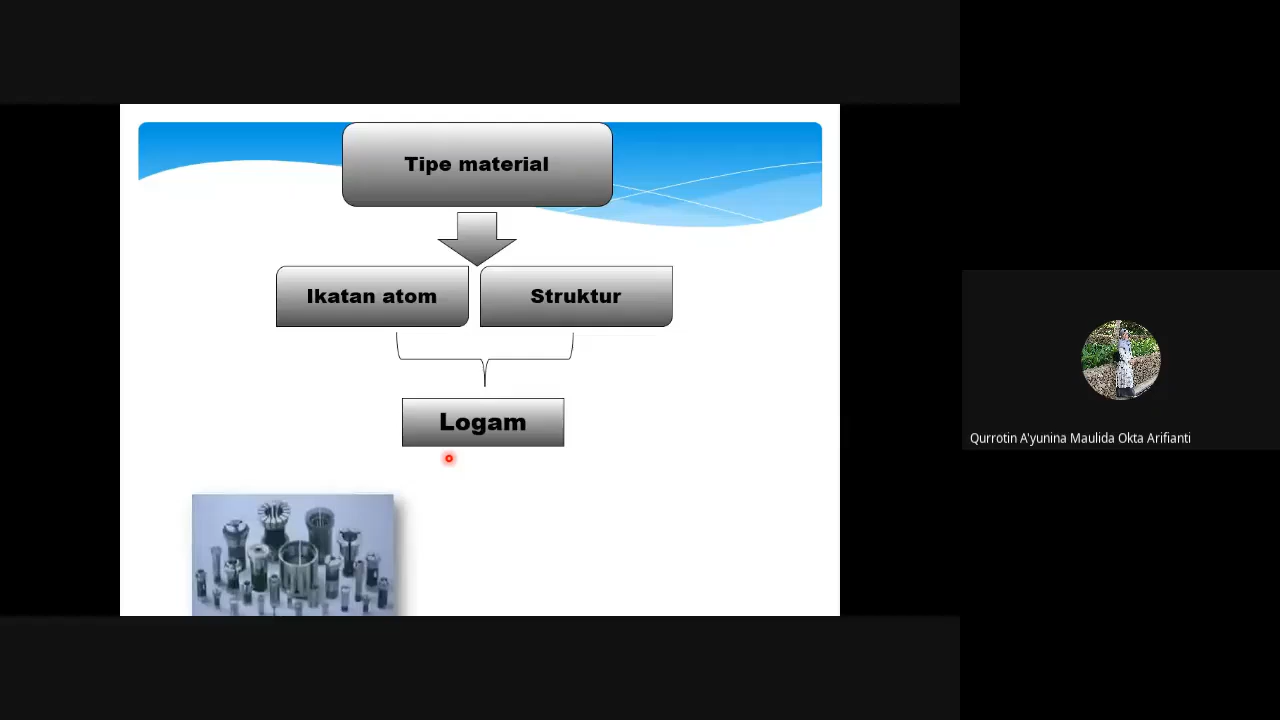 Tipe material
Ikatan atom
Struktur
Logam
Qurrotin A'yunina Maulida Okta Arifianti